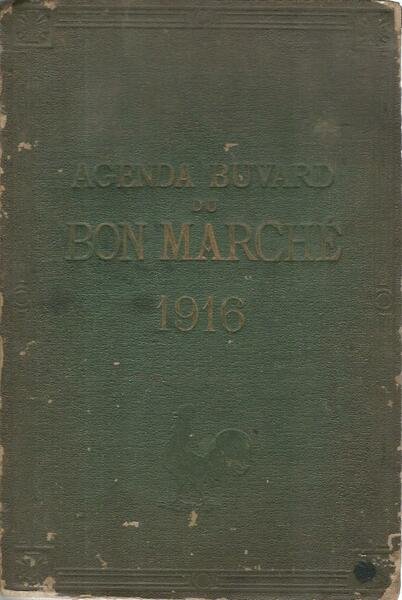 AGENDA BUVARD
DU
BON MARCHÉ
1916